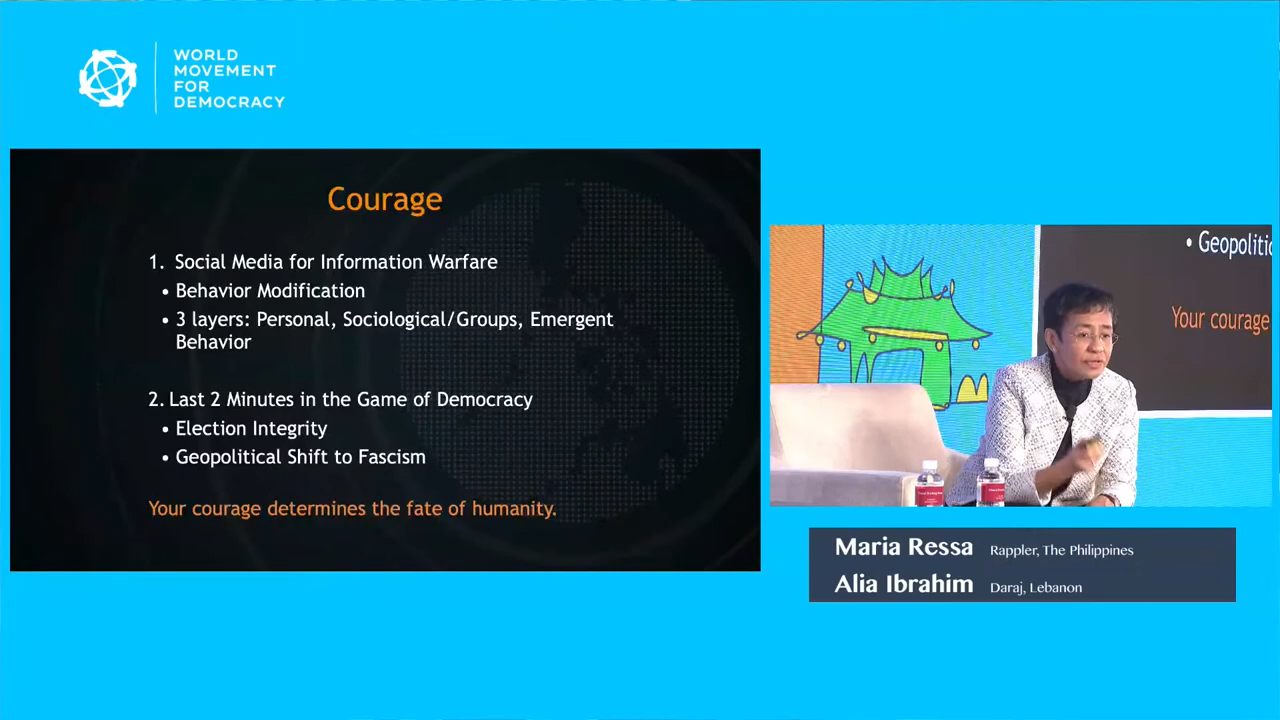 WORLD
MOVEMENT
FOR
DEMOCRACY
Courage
1. Social Media for Information Warfare
• Behavior Modification
• 3 layers: Personal, Sociological/Groups, Emergent
Behavior
2. Last 2 Minutes in the Game of Democracy
• Election Integrity
• Geopolitical Shift to Fascism
Your courage determines the fate of humanity.
• Geopolitic
Your courage
Maria Ressa Rappler, The Philippines
Alia Ibrahim Daraj, Lebanon